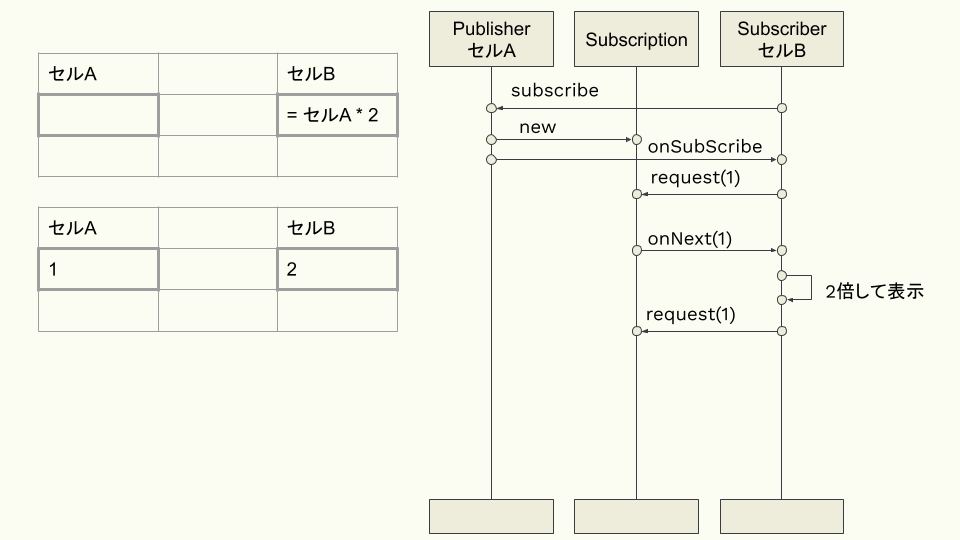 セルA
セルB
= セルA * 2
セルA
セルB
1
2
Publisher
セルA
Subscription
Subscriber
セルB
subscribe
new
onSubScribe
request(1)
onNext(1)
2倍して表示
request(1)